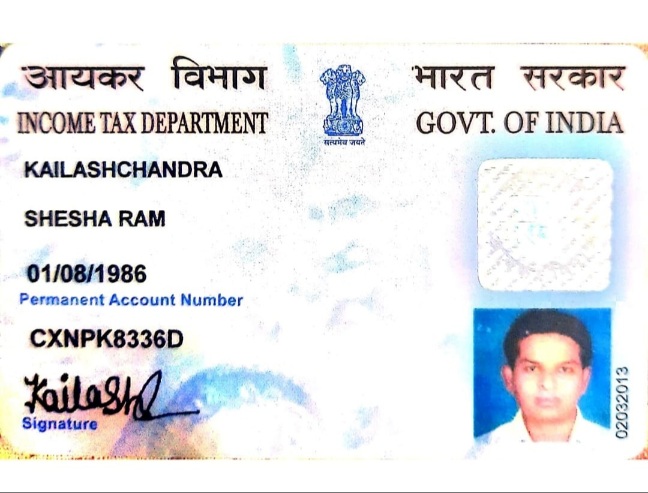 आयकर विभाग
भारत सरकार
INCOME TAX DEPARTMENT
GOVT. OF INDIA
सत्यमेव जयते
KAILASHCHANDRA
SHESHA RAM
01/08/1986
Permanent Account Number
CXNPK8336D
Kailash
Signature
02032013